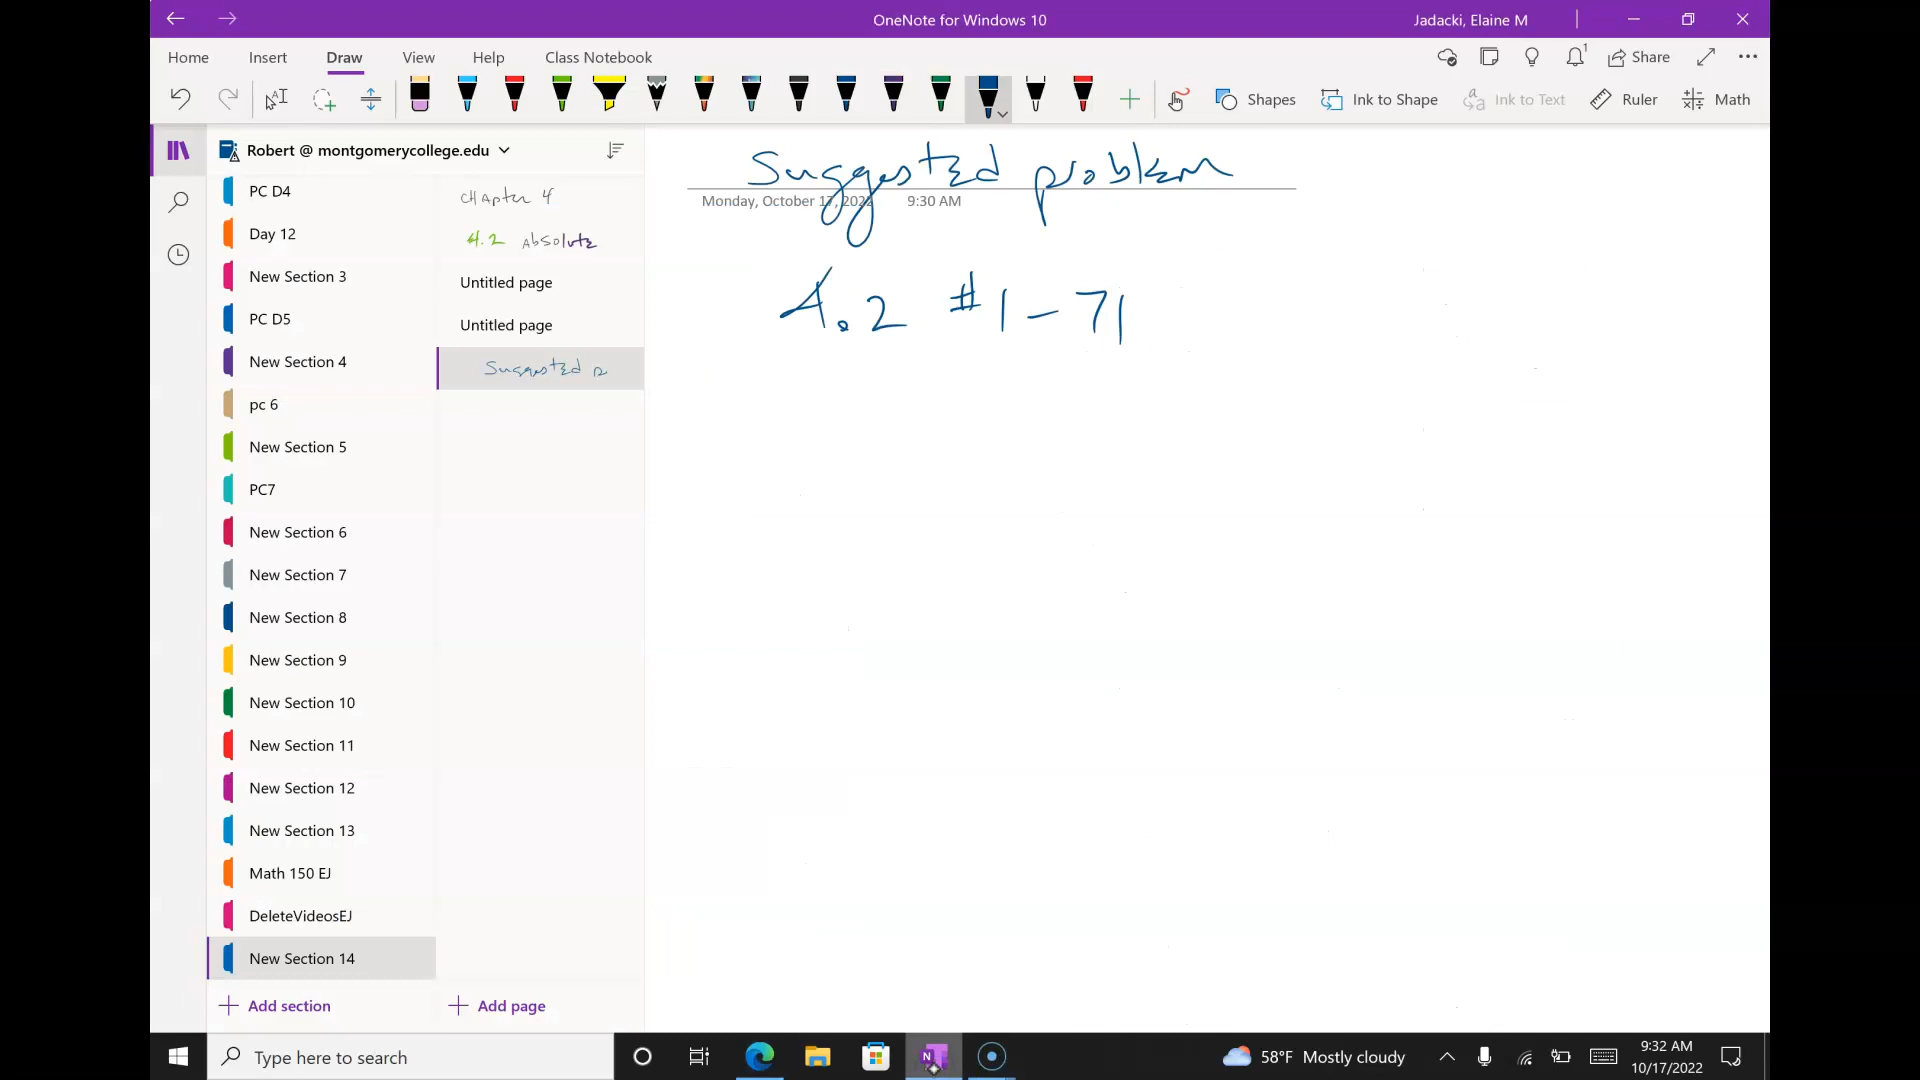 OneNote for Windows 10
Jadacki, Elaine M
Home Insert Draw View Help Class Notebook
1
Share
Shapes Ink to Shape Ink to Text Ruler Math
Robert @ montgomerycollege.edu
PC D4
Day 12
New Section 3
PC D5
New Section 4
pc 6
New Section 5
PC7
New Section 6
New Section 7
New Section 8
New Section 9
New Section 10
New Section 11
New Section 12
New Section 13
Math 150 EJ
DeleteVideosEJ
New Section 14
Add section
CHApter 4
4.2 Absolute
Untitled page
Untitled page
Suggested p
Add page
Suggested problem
Monday, October 17, 2022 9:30 AM
4.2 #1-71
Type here to search
58°F Mostly cloudy
9:32 AM
10/17/2022